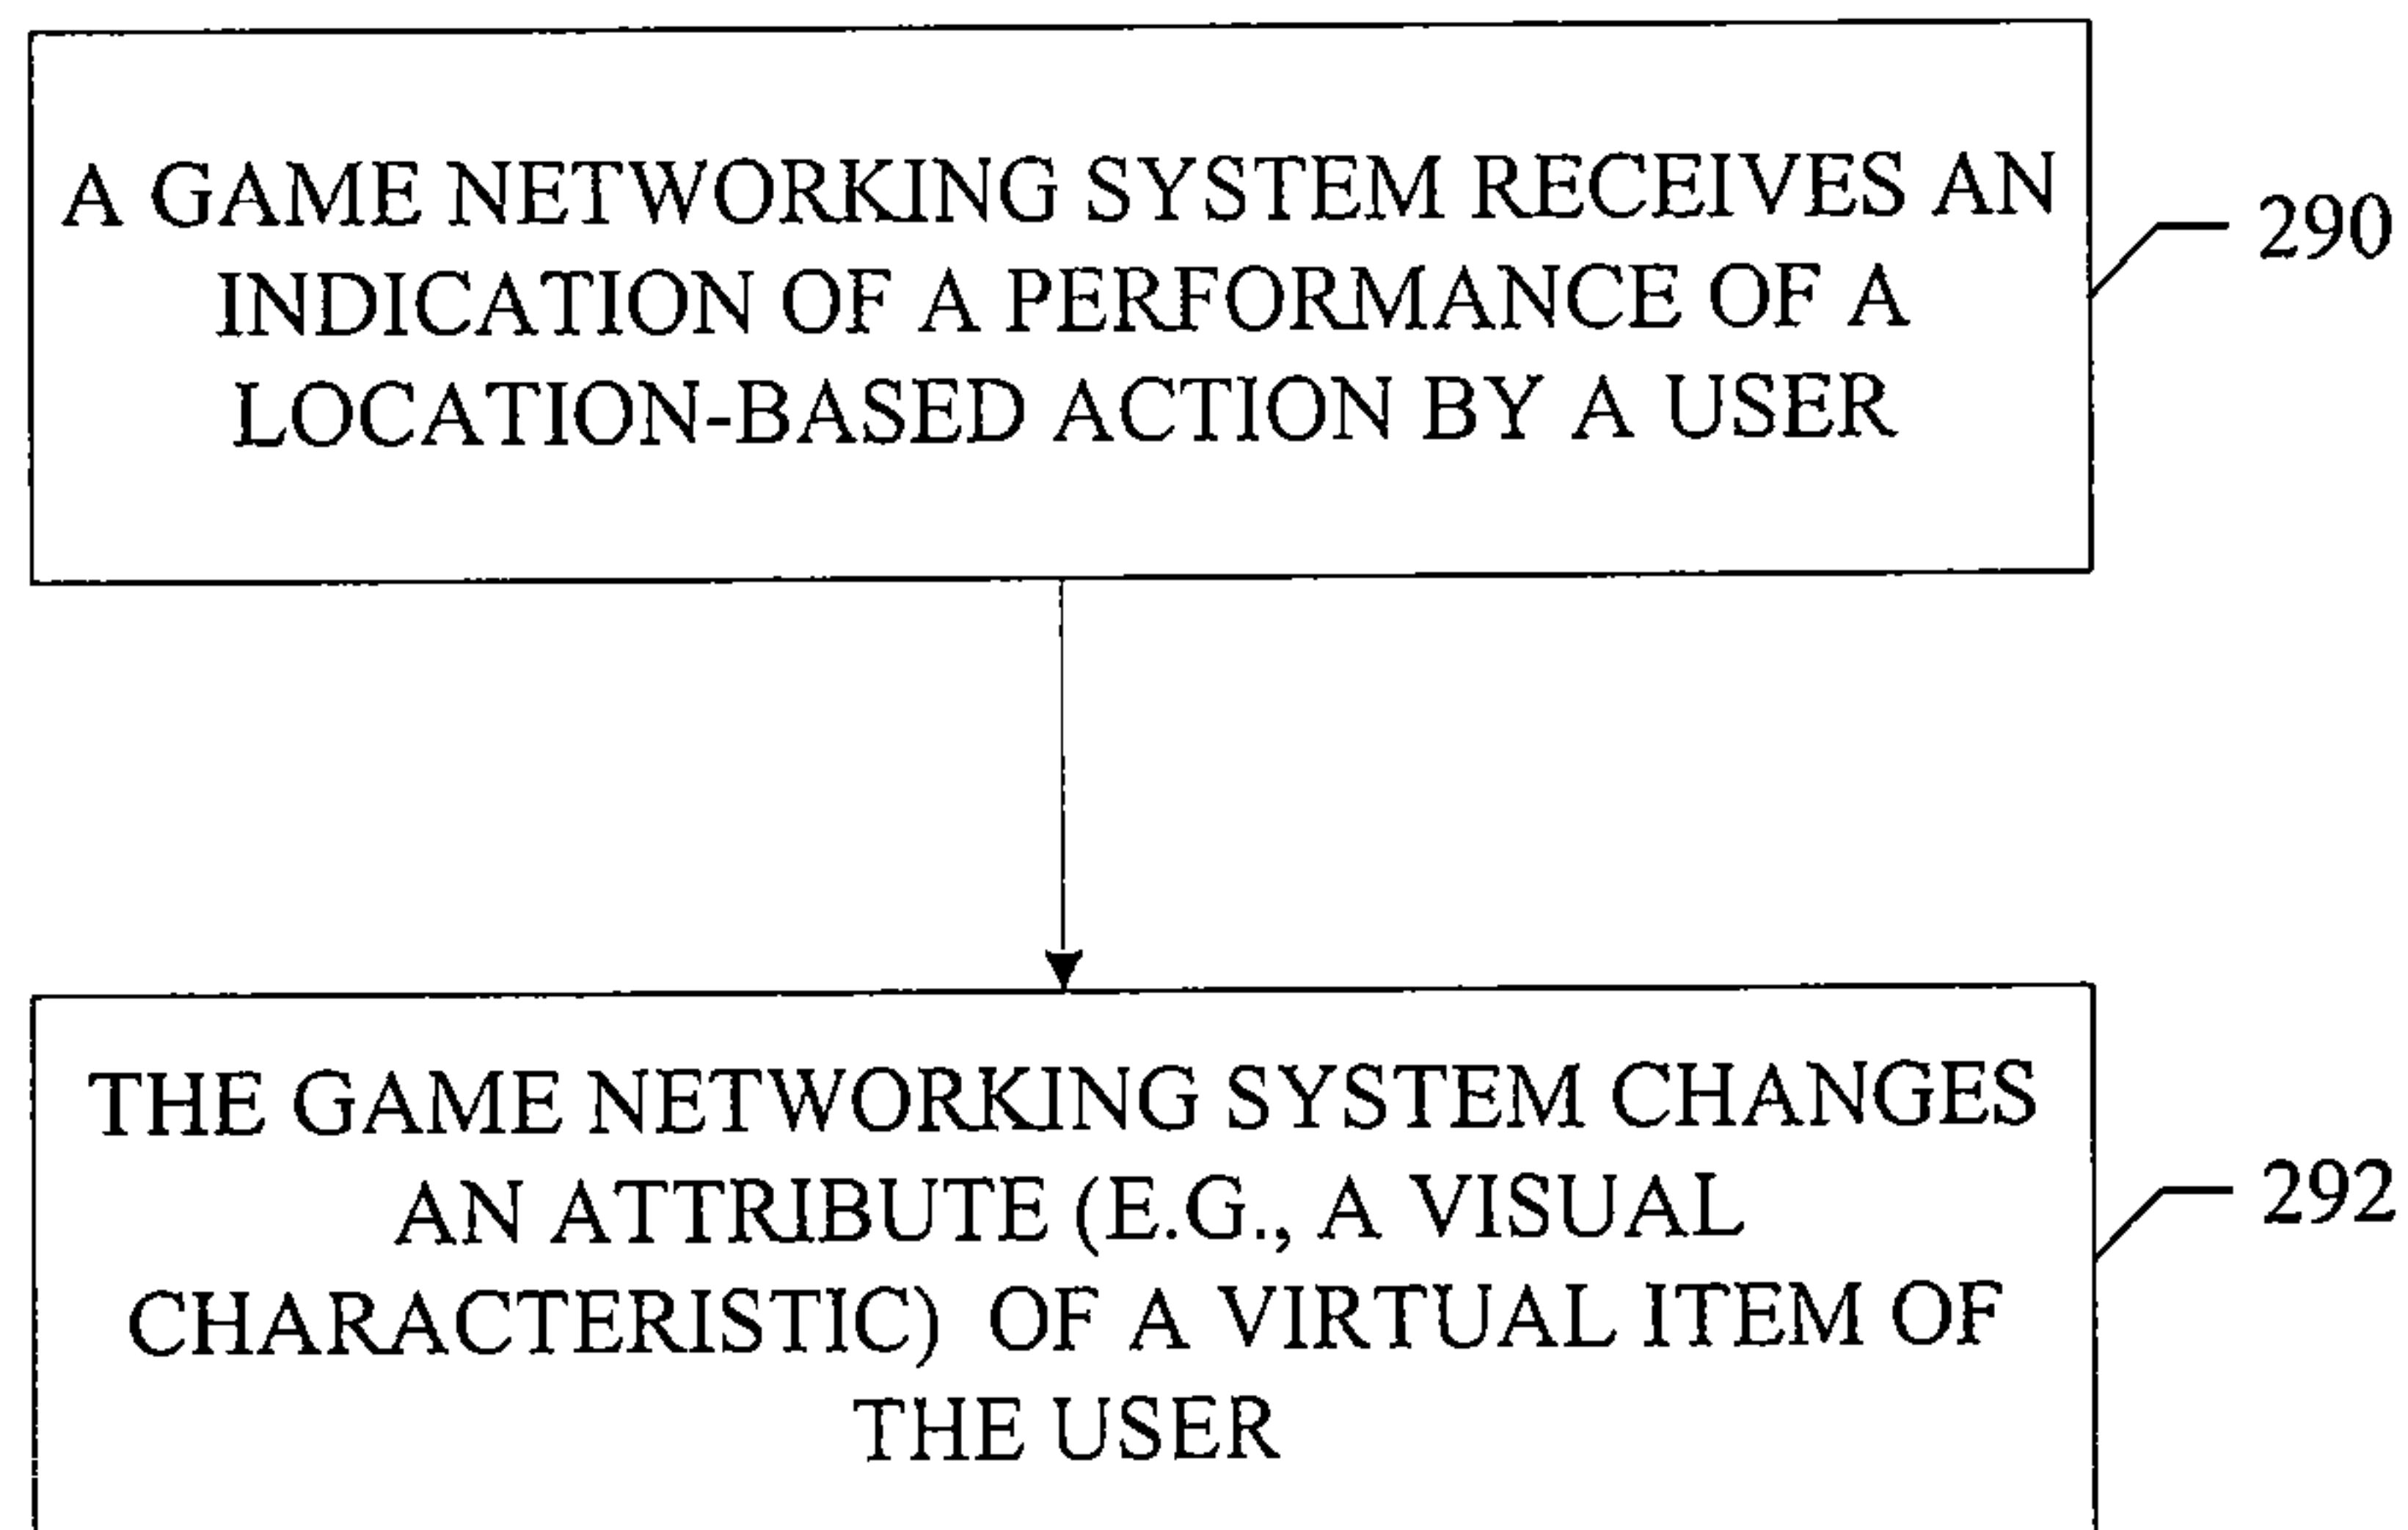 A GAME NETWORKING SYSTEM RECEIVES AN
INDICATION OF A PERFORMANCE OF A
LOCATION-BASED ACTION BY A USER
290
THE GAME NETWORKING SYSTEM CHANGES
AN ATTRIBUTE (E.G., A VISUAL
CHARACTERISTIC) OF A VIRTUAL ITEM OF
THE USER
292